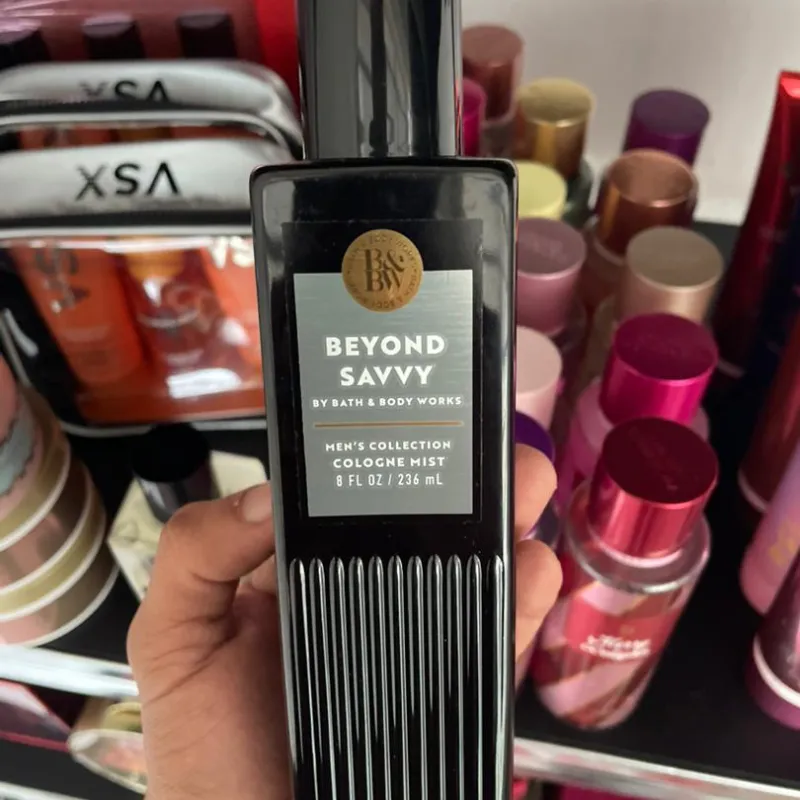 VSX
VSX
B&
BW
BEYOND
SAVVY
BY BATH & BODY WORKS
MEN'S COLLECTION
COLOGNE MIST
8 FL OZ / 236 mL